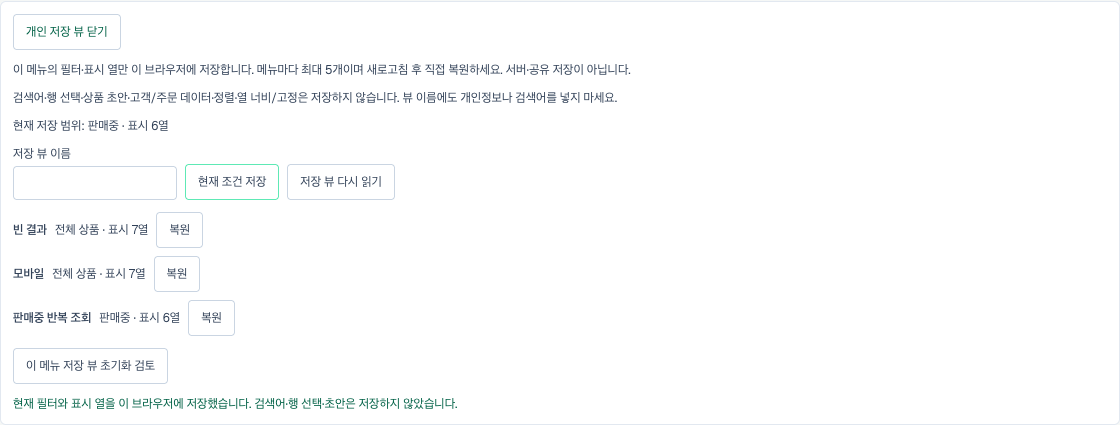 개인 저장 뷰 닫기
이 메뉴의 필터·표시 열만 이 브라우저에 저장합니다. 메뉴마다 최대 5개이며 새로고침 후 직접 복원하세요. 서버·공유 저장이 아닙니다.
검색어·행 선택·상품 초안·고객/주문 데이터·정렬·열 너비/고정은 저장하지 않습니다. 뷰 이름에도 개인정보나 검색어를 넣지 마세요.
현재 저장 범위: 판매중 · 표시 6열
저장 뷰 이름
현재 조건 저장 저장 뷰 다시 읽기
빈 결과 전체 상품 · 표시 7열 복원
모바일 전체 상품 · 표시 7열 복원
판매중 반복 조회 판매중 · 표시 6열 복원
이 메뉴 저장 뷰 초기화 검토
현재 필터와 표시 열을 이 브라우저에 저장했습니다. 검색어·행 선택·초안은 저장하지 않았습니다.